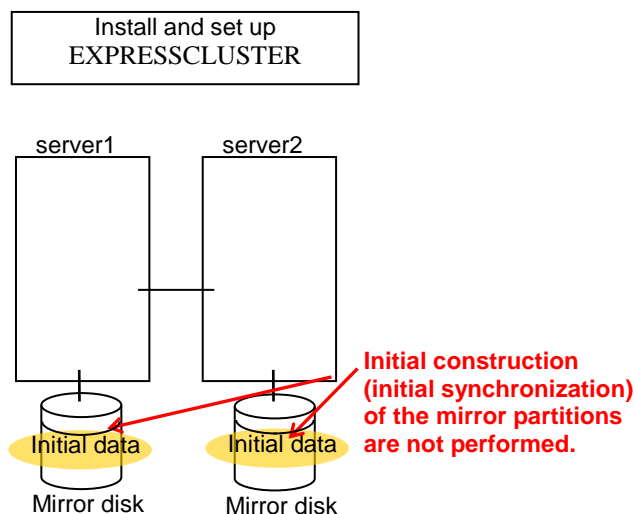 Install and set up
EXPRESSCLUSTER
server1
server2
Initial construction
(initial synchronization)
of the mirror partitions
are not performed.
Initial data
Initial data
Mirror disk
Mirror disk